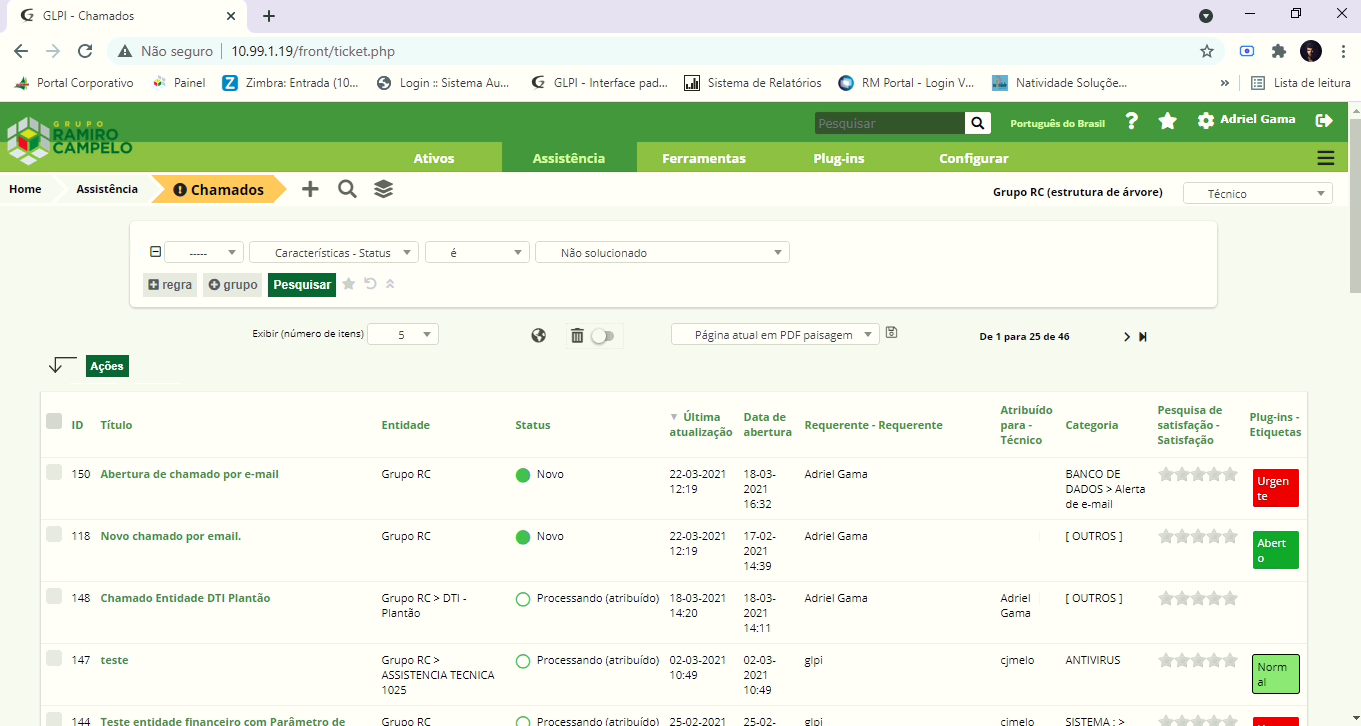 GLPI - Chamados
Não seguro
10.99.1.19/front/ticket.php
Portal Corporativo
Painel
Zimbra: Entrada (10...
Login :: Sistema Au...
GLPI - Interface pad...
Sistema de Relatórios
RM Portal - Login V...
Natividade Soluçõe...
»
Lista de leitura
GRUPO
RAMIRO
CAMPELO
Pesquisar
Português do Brasil
?
Adriel Gama
Ativos
Assistência
Ferramentas
Plug-ins
Configurar
Home
Assistência
Chamados
Grupo RC (estrutura de árvore)
Técnico
-----
Características - Status
é
Não solucionado
regra
grupo
Pesquisar
Exibir (número de itens)
5
Página atual em PDF paisagem
De 1 para 25 de 46
Ações
ID
Título
Entidade
Status
Última
atualização
Data de
abertura
Requerente - Requerente
Atribuído
para -
Técnico
Categoria
Pesquisa de
satisfação -
Satisfação
Plug-ins -
Etiquetas
150
Abertura de chamado por e-mail
Grupo RC
Novo
22-03-2021
12:19
18-03-
2021
16:32
Adriel Gama
BANCO DE
DADOS > Alerta
de e-mail
Urgen
te
118
Novo chamado por email.
Grupo RC
Novo
22-03-2021
12:19
17-02-
2021
14:39
Adriel Gama
[ OUTROS ]
Abert
o
148
Chamado Entidade DTI Plantão
Grupo RC > DTI -
Plantão
Processando (atribuído)
18-03-2021
14:20
18-03-
2021
14:11
Adriel Gama
Adriel
Gama
[ OUTROS ]
147
teste
Grupo RC >
ASSISTENCIA TECNICA
1025
Processando (atribuído)
02-03-2021
10:49
02-03-
2021
10:49
glpi
cjmelo
ANTIVIRUS
Norm
al
144
Teste entidade financeiro com Parâmetro de
Grupo RC
Processando (atribuído)
25-02-2021
25-02-
glpi
cjmelo
SISTEMA : >